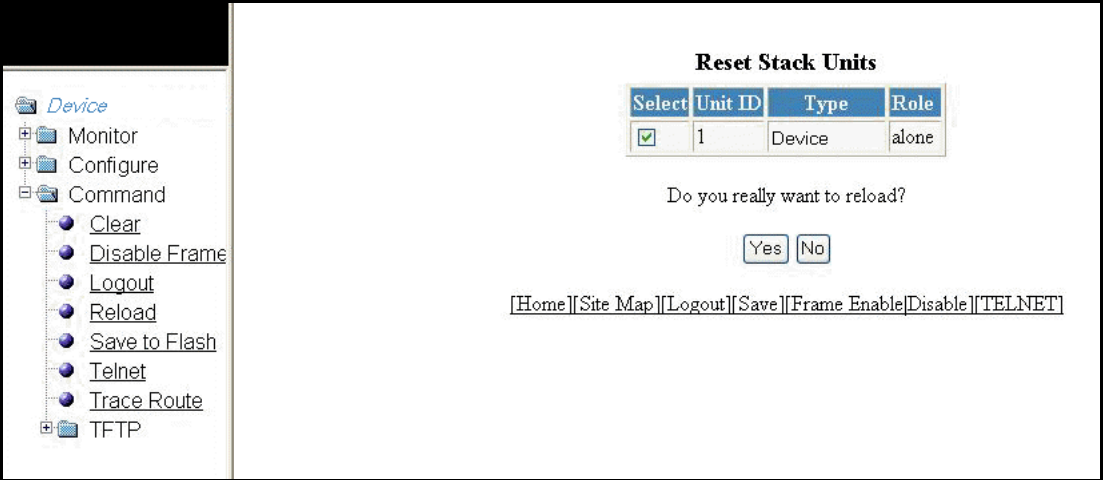 Device
Monitor
Configure
Command
Clear
Disable Frame
Logout
Reload
Save to Flash
Telnet
Trace Route
TFTP
Reset Stack Units
Select Unit ID Type Role
1 Device alone
Do you really want to reload?
Yes No
[Home][Site Map][Logout][Save][Frame Enable|Disable][TELNET]